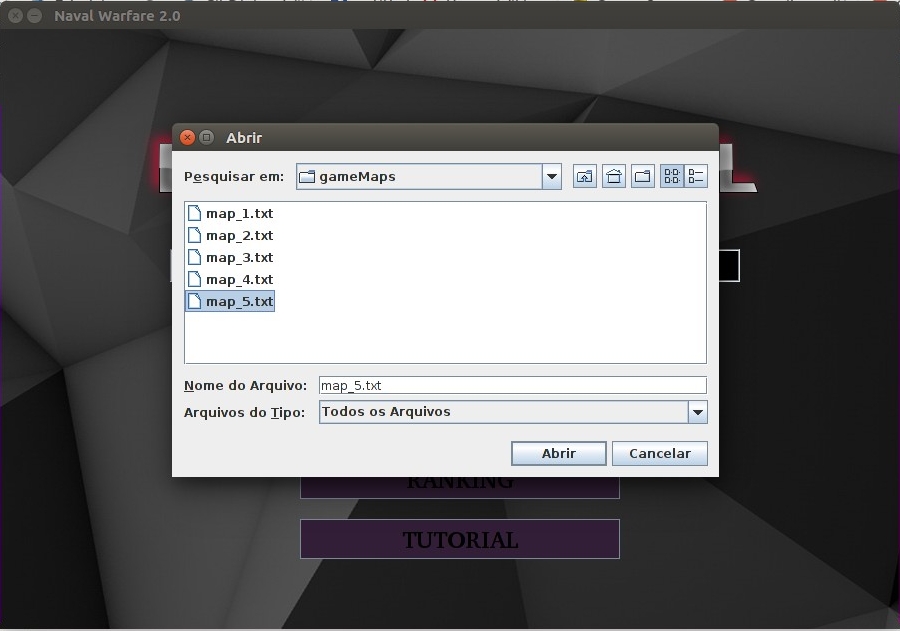 Naval Warfare 2.0
Abrir
Pesquisar em: gameMaps
map_1.txt
map_2.txt
map_3.txt
map_4.txt
map_5.txt
Nome do Arquivo: map_5.txt
Arquivos do Tipo: Todos os Arquivos
Abrir Cancelar
RANKING
TUTORIAL